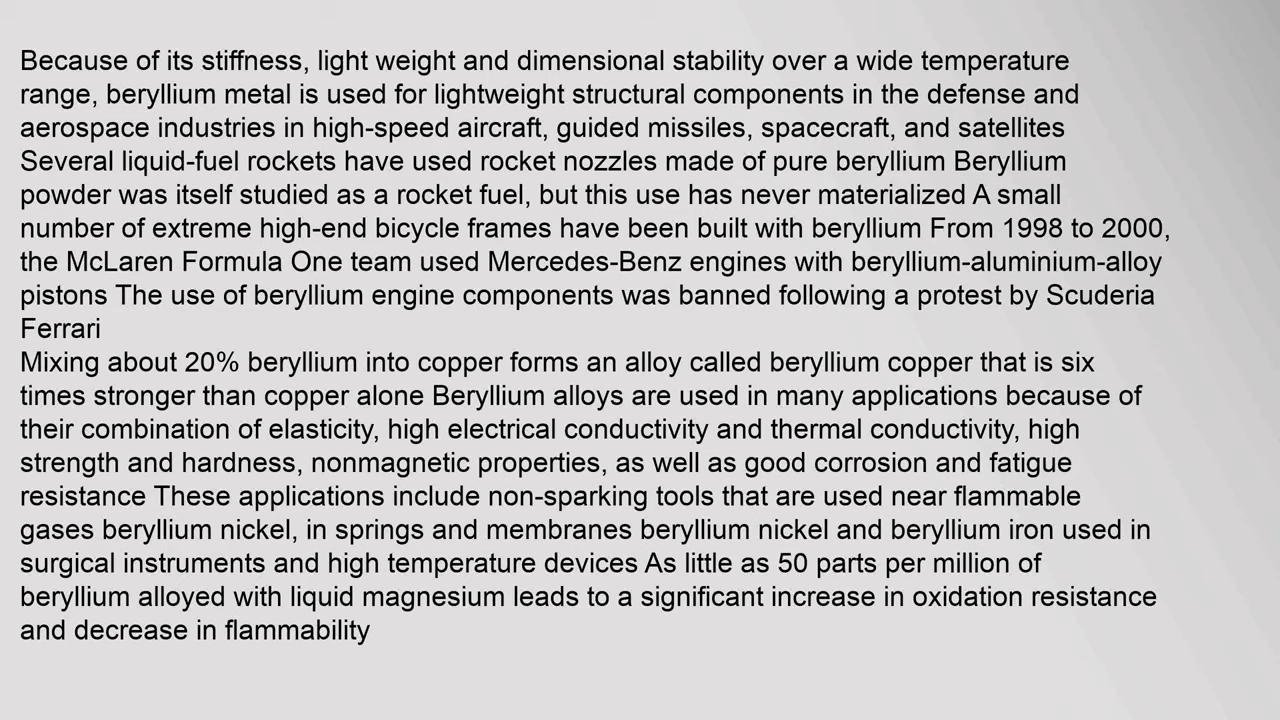 Because of its stiffness, light weight and dimensional stability over a wide temperature
range, beryllium metal is used for lightweight structural components in the defense and
aerospace industries in high-speed aircraft, guided missiles, spacecraft, and satellites
Several liquid-fuel rockets have used rocket nozzles made of pure beryllium Beryllium
powder was itself studied as a rocket fuel, but this use has never materialized A small
number of extreme high-end bicycle frames have been built with beryllium From 1998 to 2000,
the McLaren Formula One team used Mercedes-Benz engines with beryllium-aluminium-alloy
pistons The use of beryllium engine components was banned following a protest by Scuderia
Ferrari
Mixing about 20% beryllium into copper forms an alloy called beryllium copper that is six
times stronger than copper alone Beryllium alloys are used in many applications because of
their combination of elasticity, high electrical conductivity and thermal conductivity, high
strength and hardness, nonmagnetic properties, as well as good corrosion and fatigue
resistance These applications include non-sparking tools that are used near flammable
gases beryllium nickel, in springs and membranes beryllium nickel and beryllium iron used in
surgical instruments and high temperature devices As little as 50 parts per million of
beryllium alloyed with liquid magnesium leads to a significant increase in oxidation resistance
and decrease in flammability